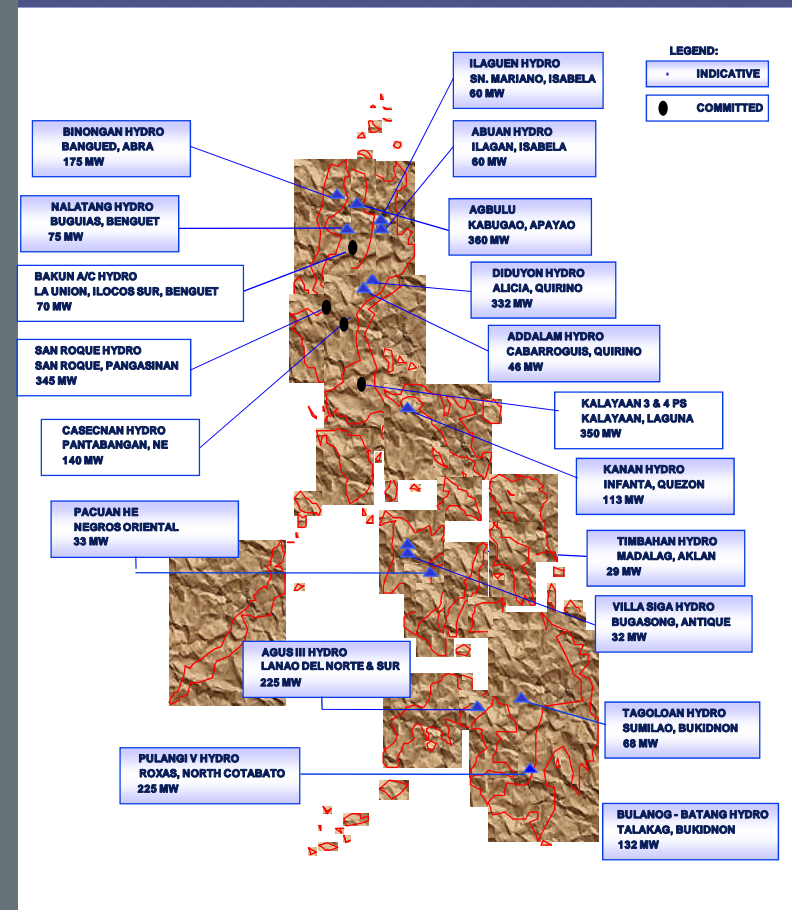 LEGEND:
INDICATIVE
COMMITTED
ILAGUEN HYDRO
SN. MARIANO, ISABELA
60 MW
BINONGAN HYDRO
BANGUED, ABRA
175 MW
ABUAN HYDRO
ILAGAN, ISABELA
60 MW
NALATANG HYDRO
BUGUIAS, BENGUET
75 MW
AGBULU
KABUGAO, APAYAO
360 MW
BAKUN A/C HYDRO
LA UNION, ILOCOS SUR, BENGUET
70 MW
DIDUYON HYDRO
ALICIA, QUIRINO
332 MW
ADDALAM HYDRO
CABARROGUIS, QUIRINO
46 MW
SAN ROQUE HYDRO
SAN ROQUE, PANGASINAN
345 MW
KALAYAAN 3 & 4 PS
KALAYAAN, LAGUNA
350 MW
CASECNAN HYDRO
PANTABANGAN, NE
140 MW
KANAN HYDRO
INFANTA, QUEZON
113 MW
PACUAN HE
NEGROS ORIENTAL
33 MW
TIMBAHAN HYDRO
MADALAG, AKLAN
29 MW
VILLA SIGA HYDRO
BUGASONG, ANTIQUE
32 MW
AGUS III HYDRO
LANAO DEL NORTE & SUR
225 MW
TAGOLOAN HYDRO
SUMILAO, BUKIDNON
68 MW
PULANGI V HYDRO
ROXAS, NORTH COTABATO
225 MW
BULANOG - BATANG HYDRO
TALAKAG, BUKIDNON
132 MW